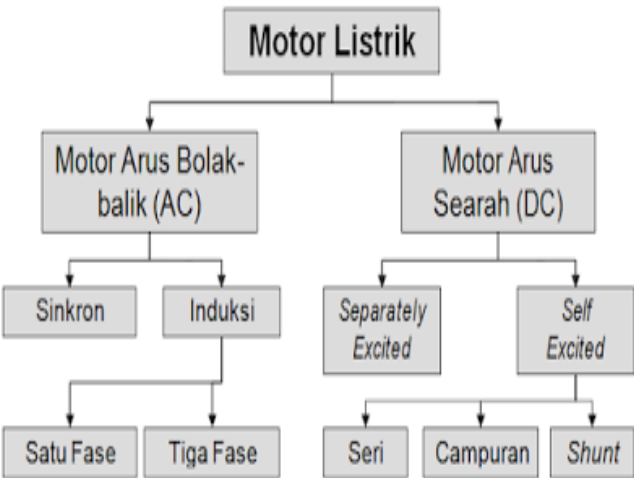 Motor Listrik
Motor Arus Bolak-
balik (AC)
Motor Arus
Searah (DC)
Sinkron
Induksi
Separately
Excited
Self
Excited
Satu Fase
Tiga Fase
Seri
Campuran
Shunt